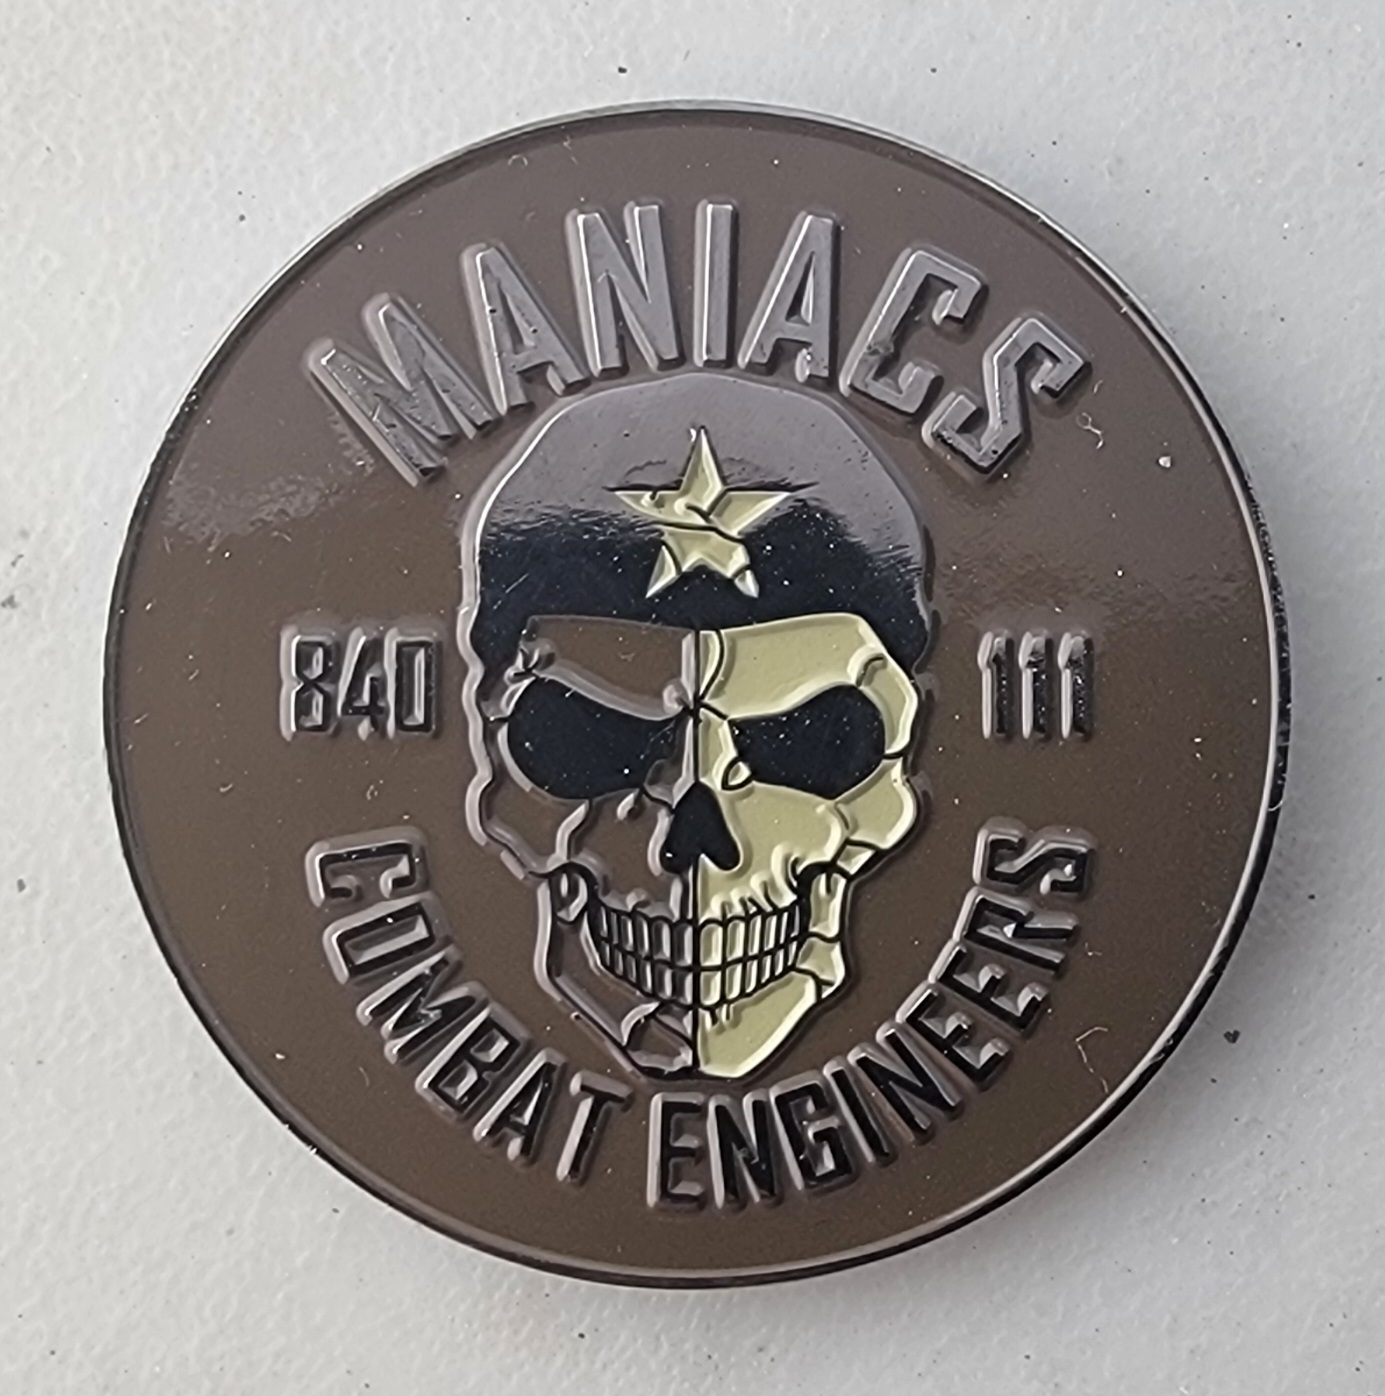 MANIACS
840
111
COMBAT ENGINEERS